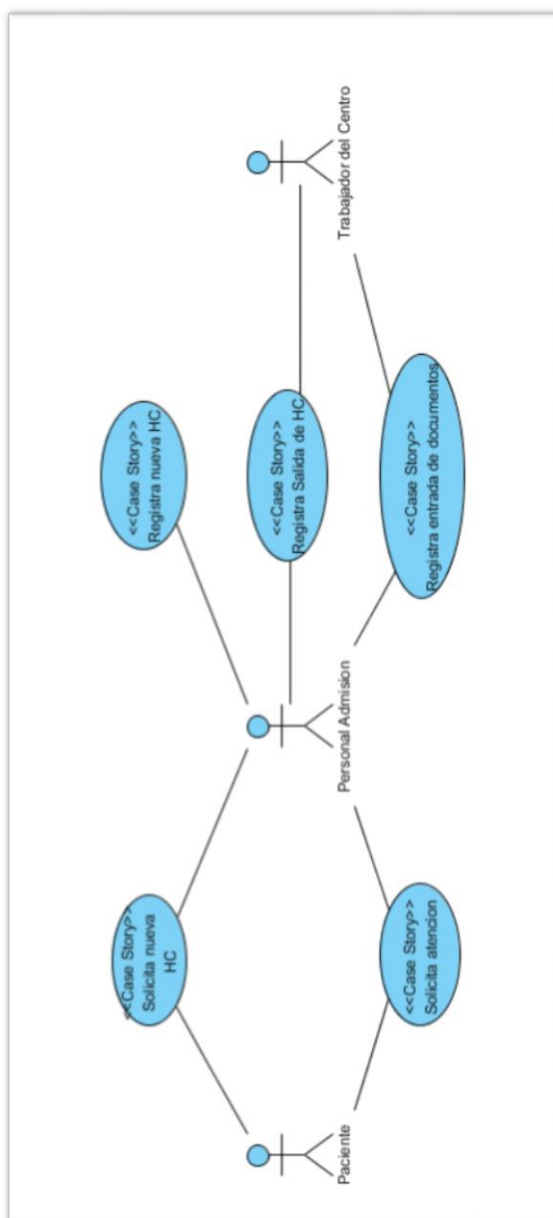 Paciente
<<Case Story>>
Solicita nueva
HC
<<Case Story>>
Solicita atencion
Personal Admision
<<Case Story>>
Registra nueva HC
<<Case Story>>
Registra Salida de HC
<<Case Story>>
Registra entrada de documentos
Trabajador del Centro